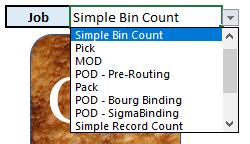 Job Simple Bin Count
Simple Bin Count
Pick
MOD
POD - Pre-Routing
Pack
POD - Bourg Binding
POD - SigmaBinding
Simple Record Count